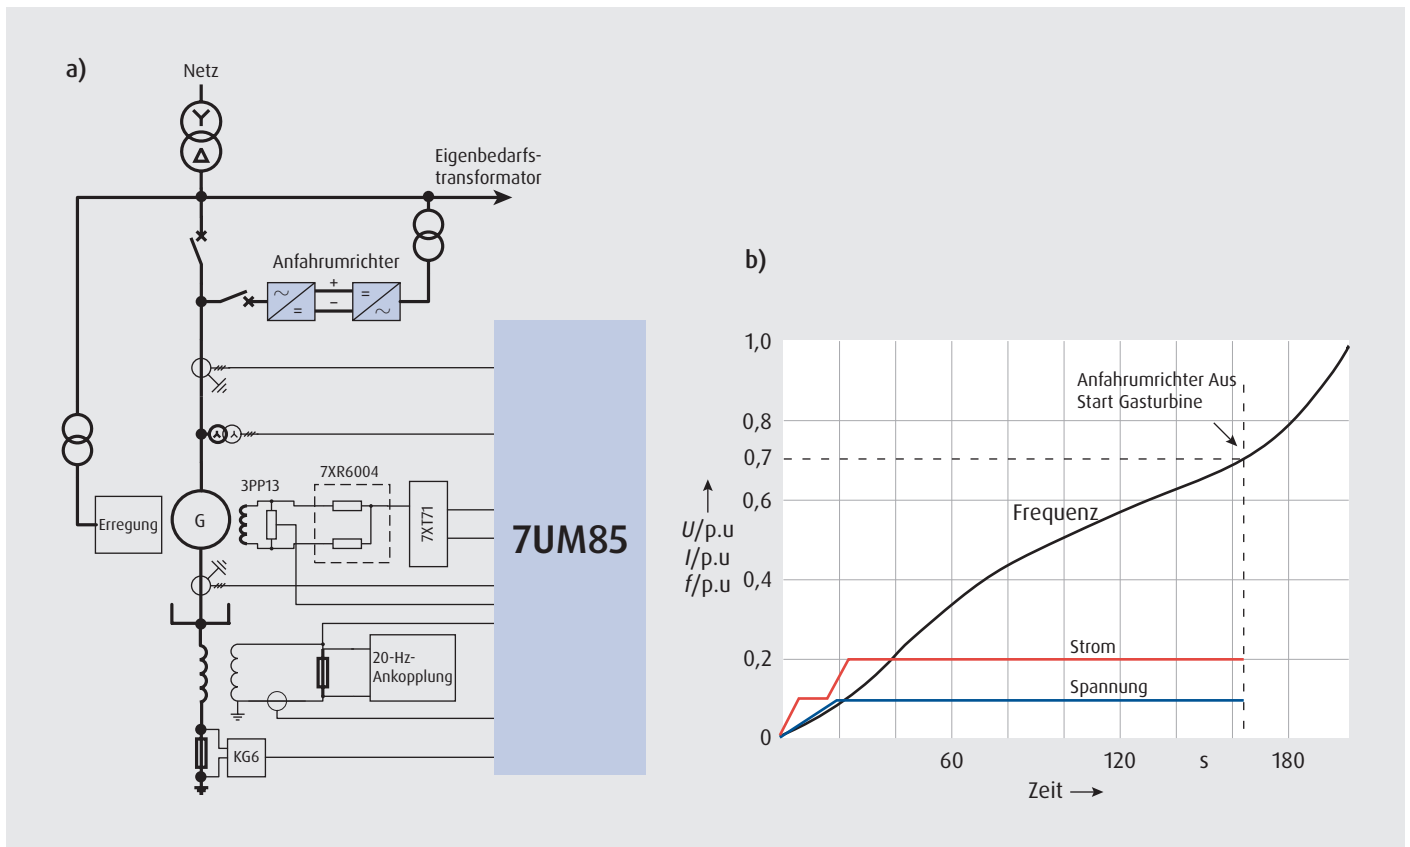 a)
Netz
Eigenbedarfs-
transformator
Anfahrumrichter
+
–
=
=
3PP13
7XR6004
7XT71
Erregung
G
7UM85
20-Hz-
Ankopplung
KG6
b)
1,0
0,8
0,7
0,6
0,4
0,2
0
U/p.u
I/p.u
f/p.u
Anfahrumrichter Aus
Start Gasturbine
Frequenz
Strom
Spannung
60
120
s
180
Zeit